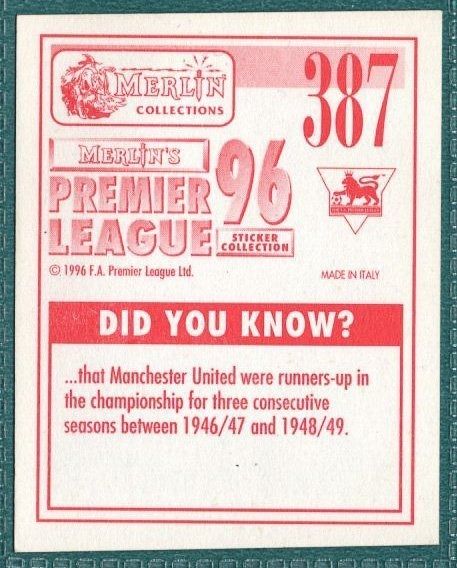 MERLIN
COLLECTIONS
387
MERLIN'S
PREMIER
LEAGUE
96
STICKER
COLLECTION
© 1996 F.A. Premier League Ltd.
MADE IN ITALY
DID YOU KNOW?
...that Manchester United were runners-up in
the championship for three consecutive
seasons between 1946/47 and 1948/49.